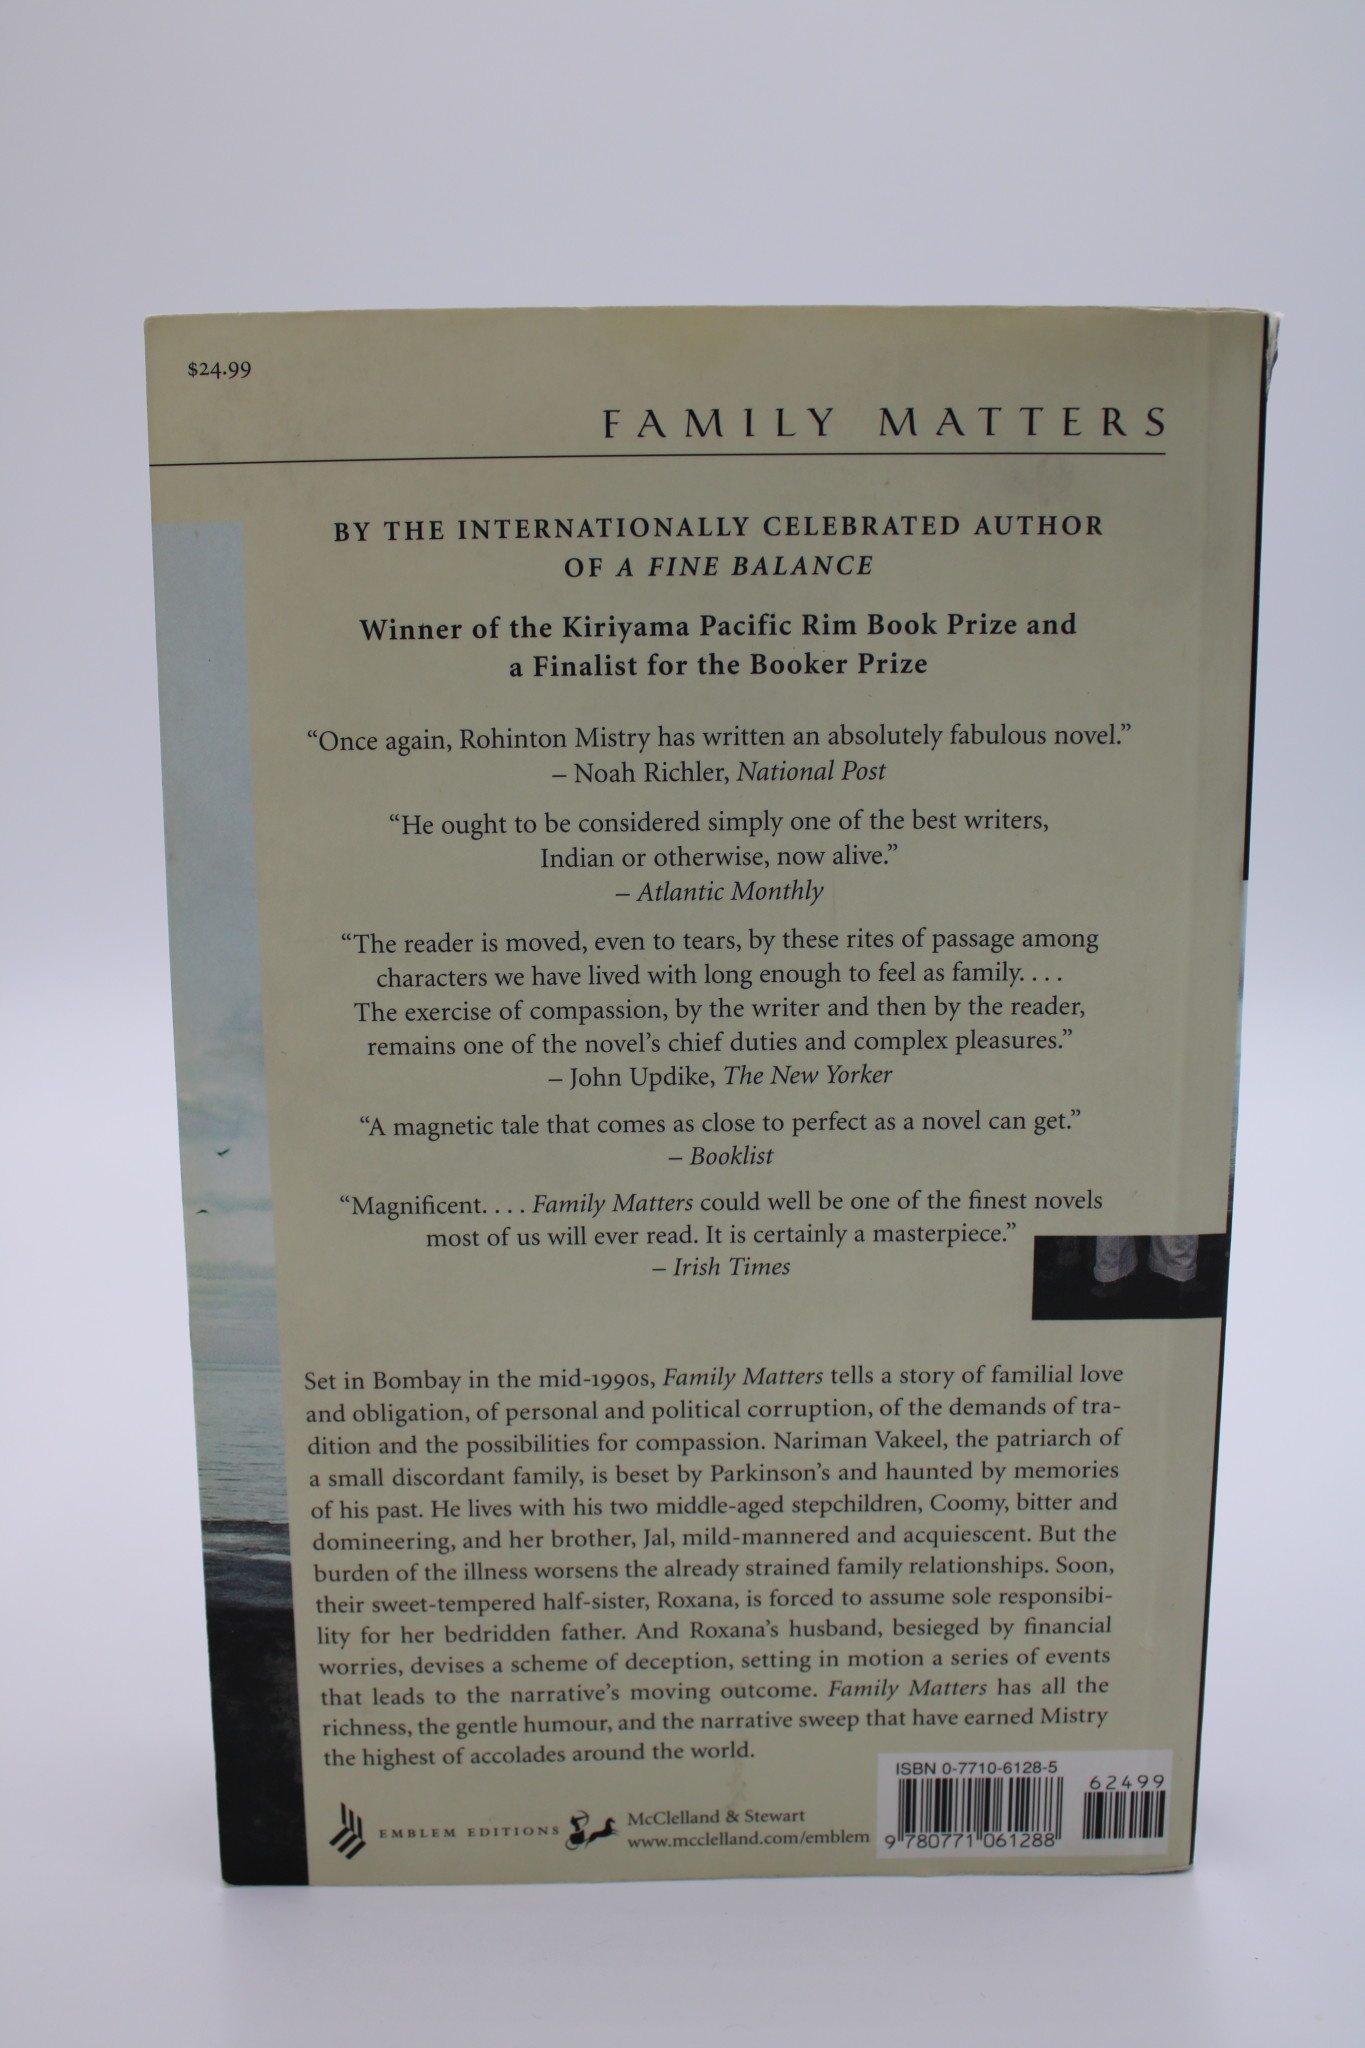 $24.99
FAMILY MATTERS
BY THE INTERNATIONALLY CELEBRATED AUTHOR
OF A FINE BALANCE
Winner of the Kiriyama Pacific Rim Book Prize and
a Finalist for the Booker Prize
“Once again, Rohinton Mistry has written an absolutely fabulous novel.”
– Noah Richler, National Post
“He ought to be considered simply one of the best writers,
Indian or otherwise, now alive.”
– Atlantic Monthly
“The reader is moved, even to tears, by these rites of passage among
characters we have lived with long enough to feel as family. . . .
The exercise of compassion, by the writer and then by the reader,
remains one of the novel’s chief duties and complex pleasures.”
– John Updike, The New Yorker
“A magnetic tale that comes as close to perfect as a novel can get.”
– Booklist
“Magnificent. . . . Family Matters could well be one of the finest novels
most of us will ever read. It is certainly a masterpiece.”
– Irish Times
Set in Bombay in the mid-1990s, Family Matters tells a story of familial love
and obligation, of personal and political corruption, of the demands of tra-
dition and the possibilities for compassion. Nariman Vakeel, the patriarch of
a small discordant family, is beset by Parkinson’s and haunted by memories
of his past. He lives with his two middle-aged stepchildren, Coomy, bitter and
domineering, and her brother, Jal, mild-mannered and acquiescent. But the
burden of the illness worsens the already strained family relationships. Soon,
their sweet-tempered half-sister, Roxana, is forced to assume sole responsibi-
lity for her bedridden father. And Roxana’s husband, besieged by financial
worries, devises a scheme of deception, setting in motion a series of events
that leads to the narrative’s moving outcome. Family Matters has all the
richness, the gentle humour, and the narrative sweep that have earned Mistry
the highest of accolades around the world.
EMBLEM EDITIONS
McClelland & Stewart
www.mcclelland.com/emblem
ISBN 0-7710-6128-5
62499
9 780771 061288